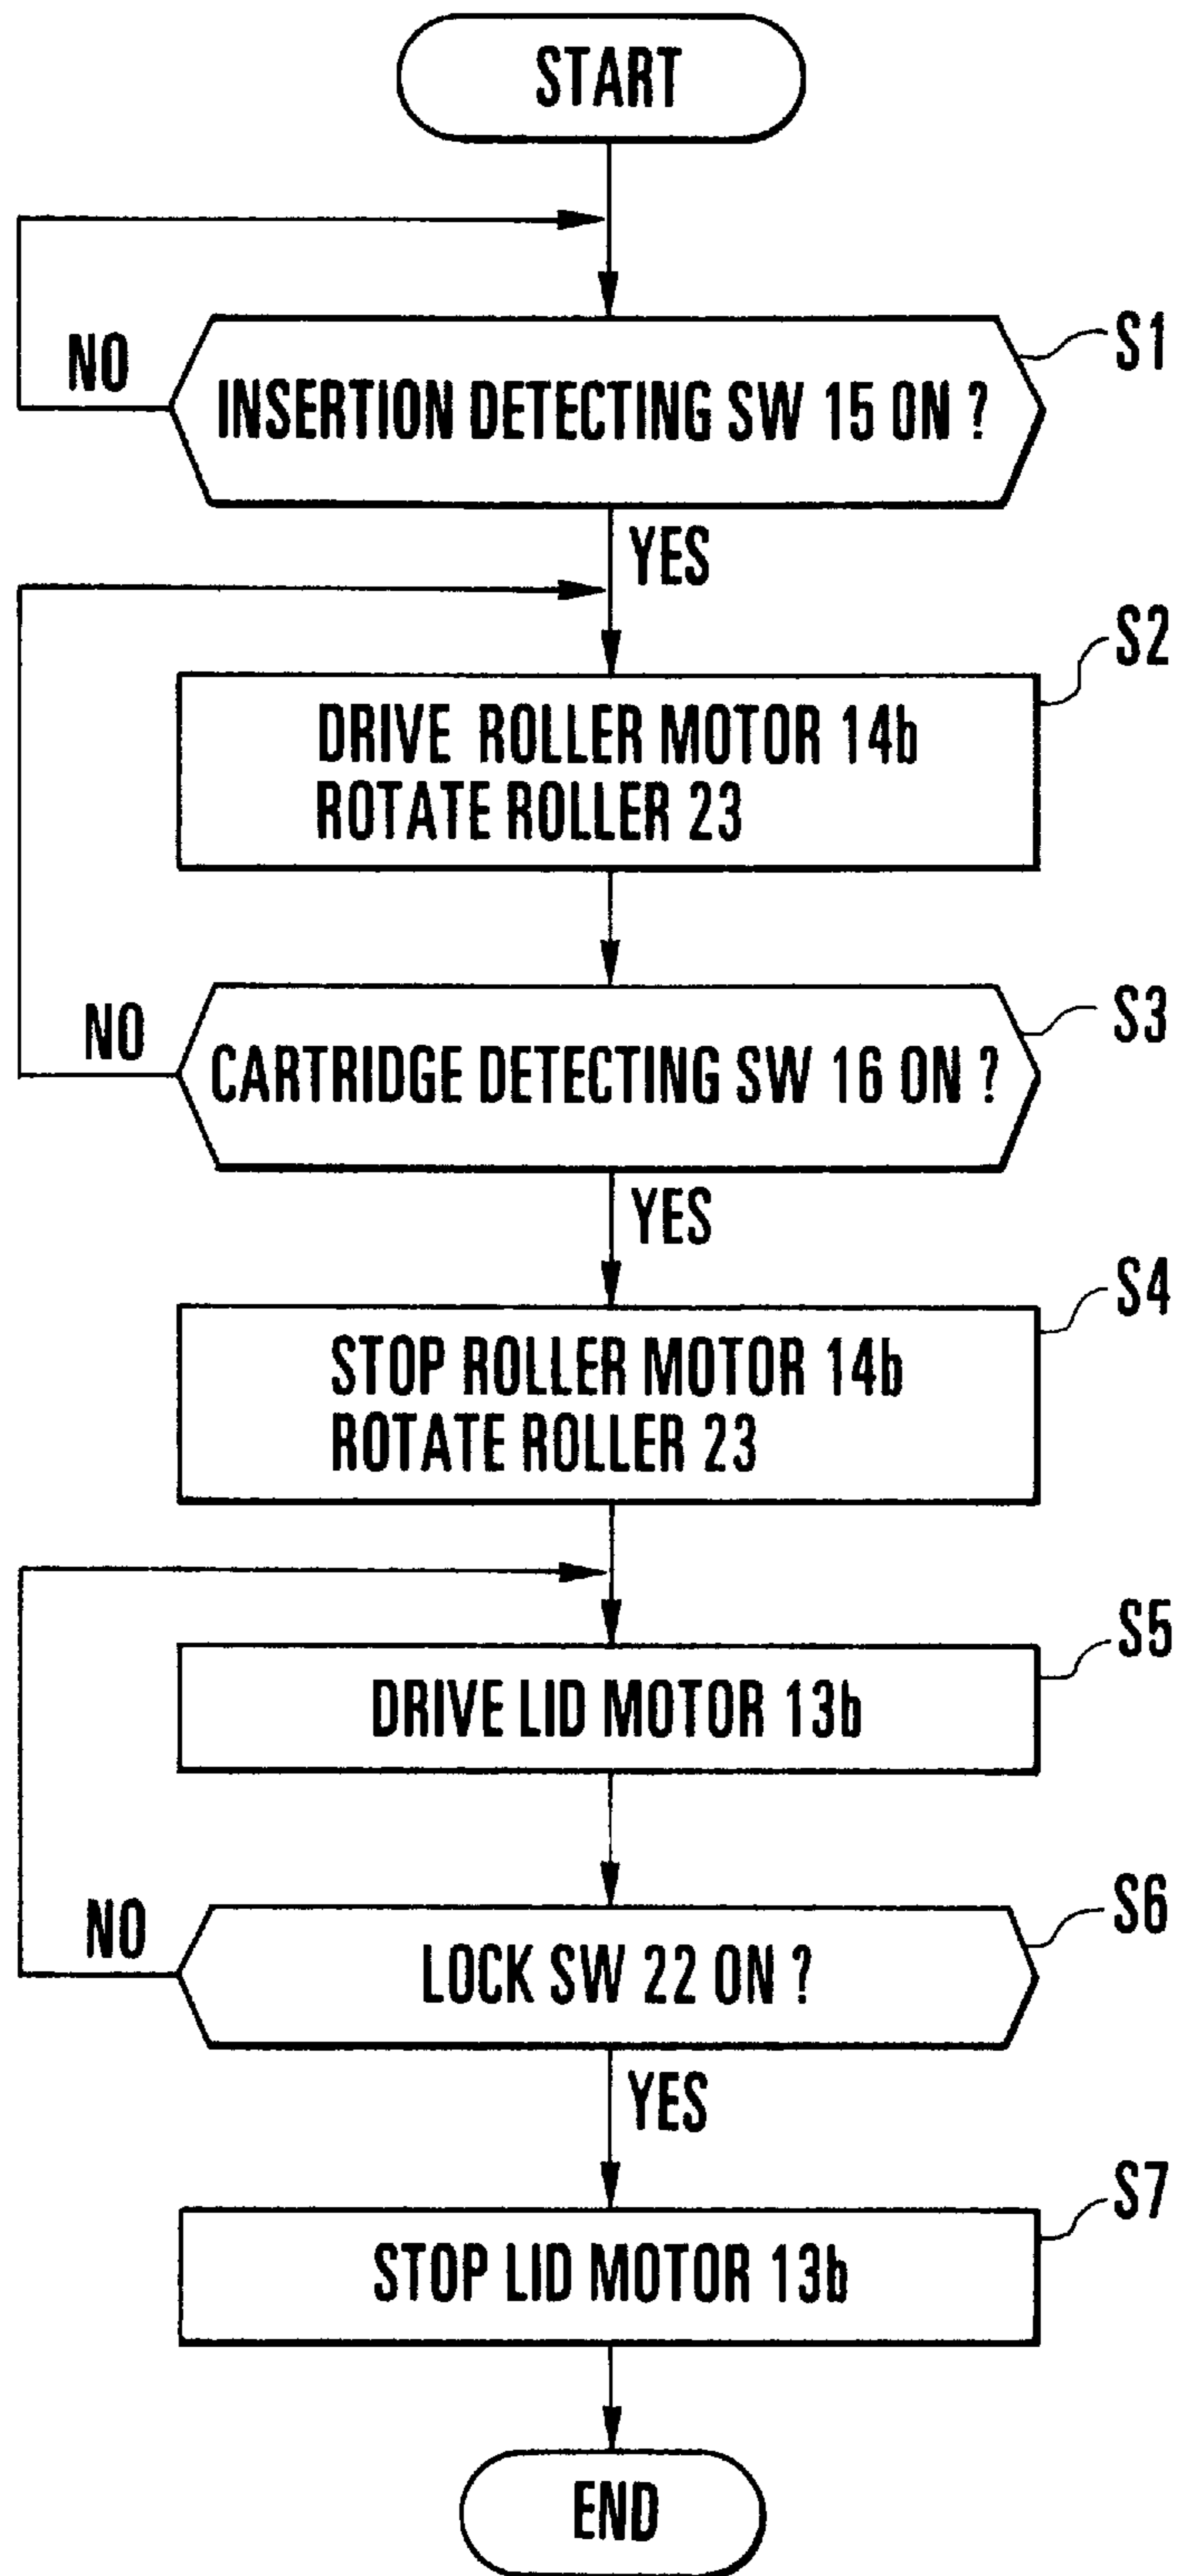 START
NO
S1
INSERTION DETECTING SW 15 ON ?
YES
S2
DRIVE ROLLER MOTOR 14b
ROTATE ROLLER 23
NO
S3
CARTRIDGE DETECTING SW 16 ON ?
YES
S4
STOP ROLLER MOTOR 14b
ROTATE ROLLER 23
S5
DRIVE LID MOTOR 13b
NO
S6
LOCK SW 22 ON ?
YES
S7
STOP LID MOTOR 13b
END